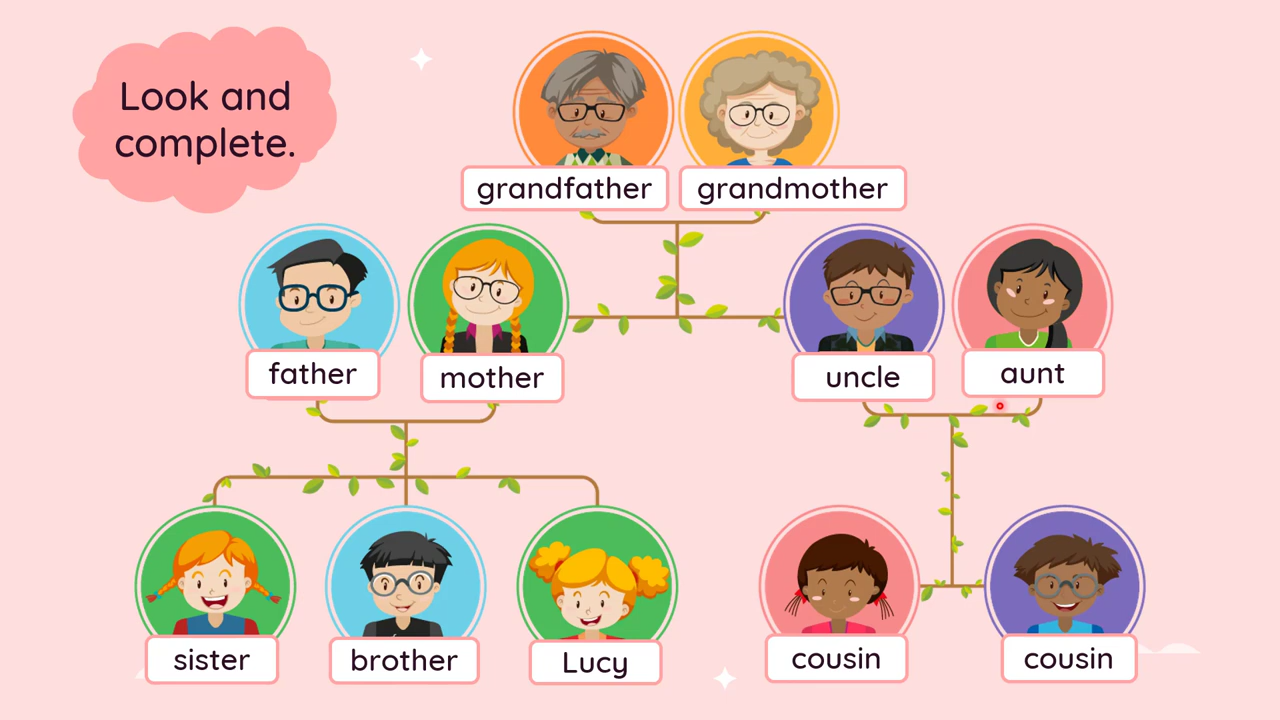 Look and
complete.
grandfather
grandmother
father
mother
uncle
aunt
sister
brother
Lucy
cousin
cousin